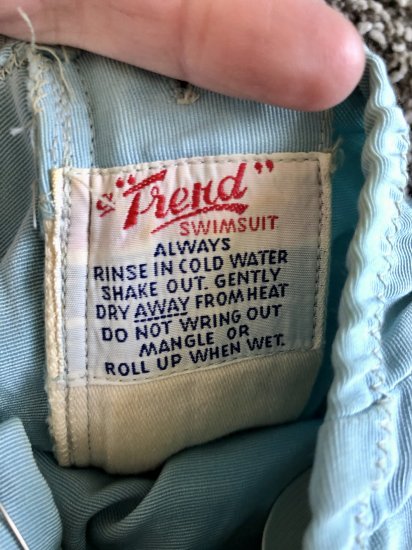 "Trend"
SWIMSUIT
ALWAYS
RINSE IN COLD WATER
SHAKE OUT. GENTLY
DRY AWAY FROM HEAT
DO NOT WRING OUT
MANGLE OR
ROLL UP WHEN WET.